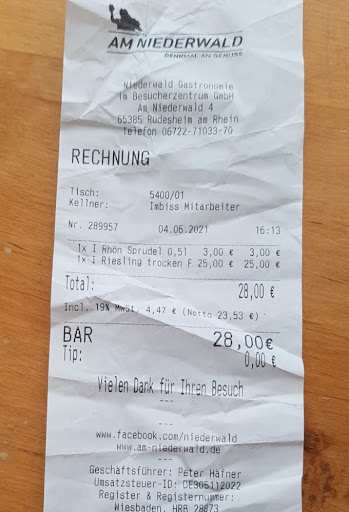 AM NIEDERWALD
DENKMAL AN GENUSS
Niederwald Gastronomie
im Besucherzentrum GmbH
Am Niederwald 4
65385 Rüdesheim am Rhein
Telefon 06722-71033-70
RECHNUNG
Tisch: 5400/01
Kellner: Imbiss Mitarbeiter
Nr. 289957 04.06.2021 16:13
1x I Rhön Sprudel 0,5l 3,00 € 3,00 €
1x I Riesling trocken F 25,00 € 25,00 €
Total: 28,00 €
Incl. 19% MwSt. 4,47 € (Netto 23,53 €)
BAR 28,00€
Tip: 0,00 €
---
Vielen Dank für Ihren Besuch
---
---
www.facebook.com/niederwald
www.am-niederwald.de
---
Geschäftsführer: Peter Häfner
Umsatzsteuer-ID: DE305112022
Register & Registernummer:
Wiesbaden, HRB 28873